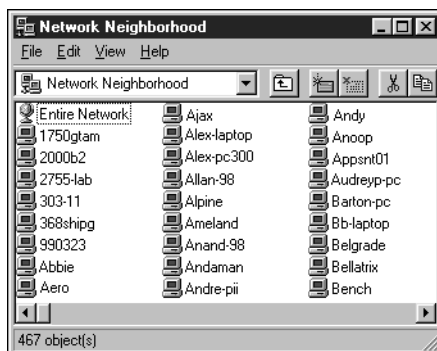 Network Neighborhood
File Edit View Help
Network Neighborhood
Entire Network
1750gtam
2000b2
2755-lab
303-11
368shipg
990323
Abbie
Aero
Ajax
Alex-laptop
Alex-pc300
Allan-98
Alpine
Ameland
Anand-98
Andaman
Andre-pii
Andy
Anoop
Appsnt01
Audreyp-pc
Barton-pc
Bb-laptop
Belgrade
Bellatrix
Bench
467 object(s)